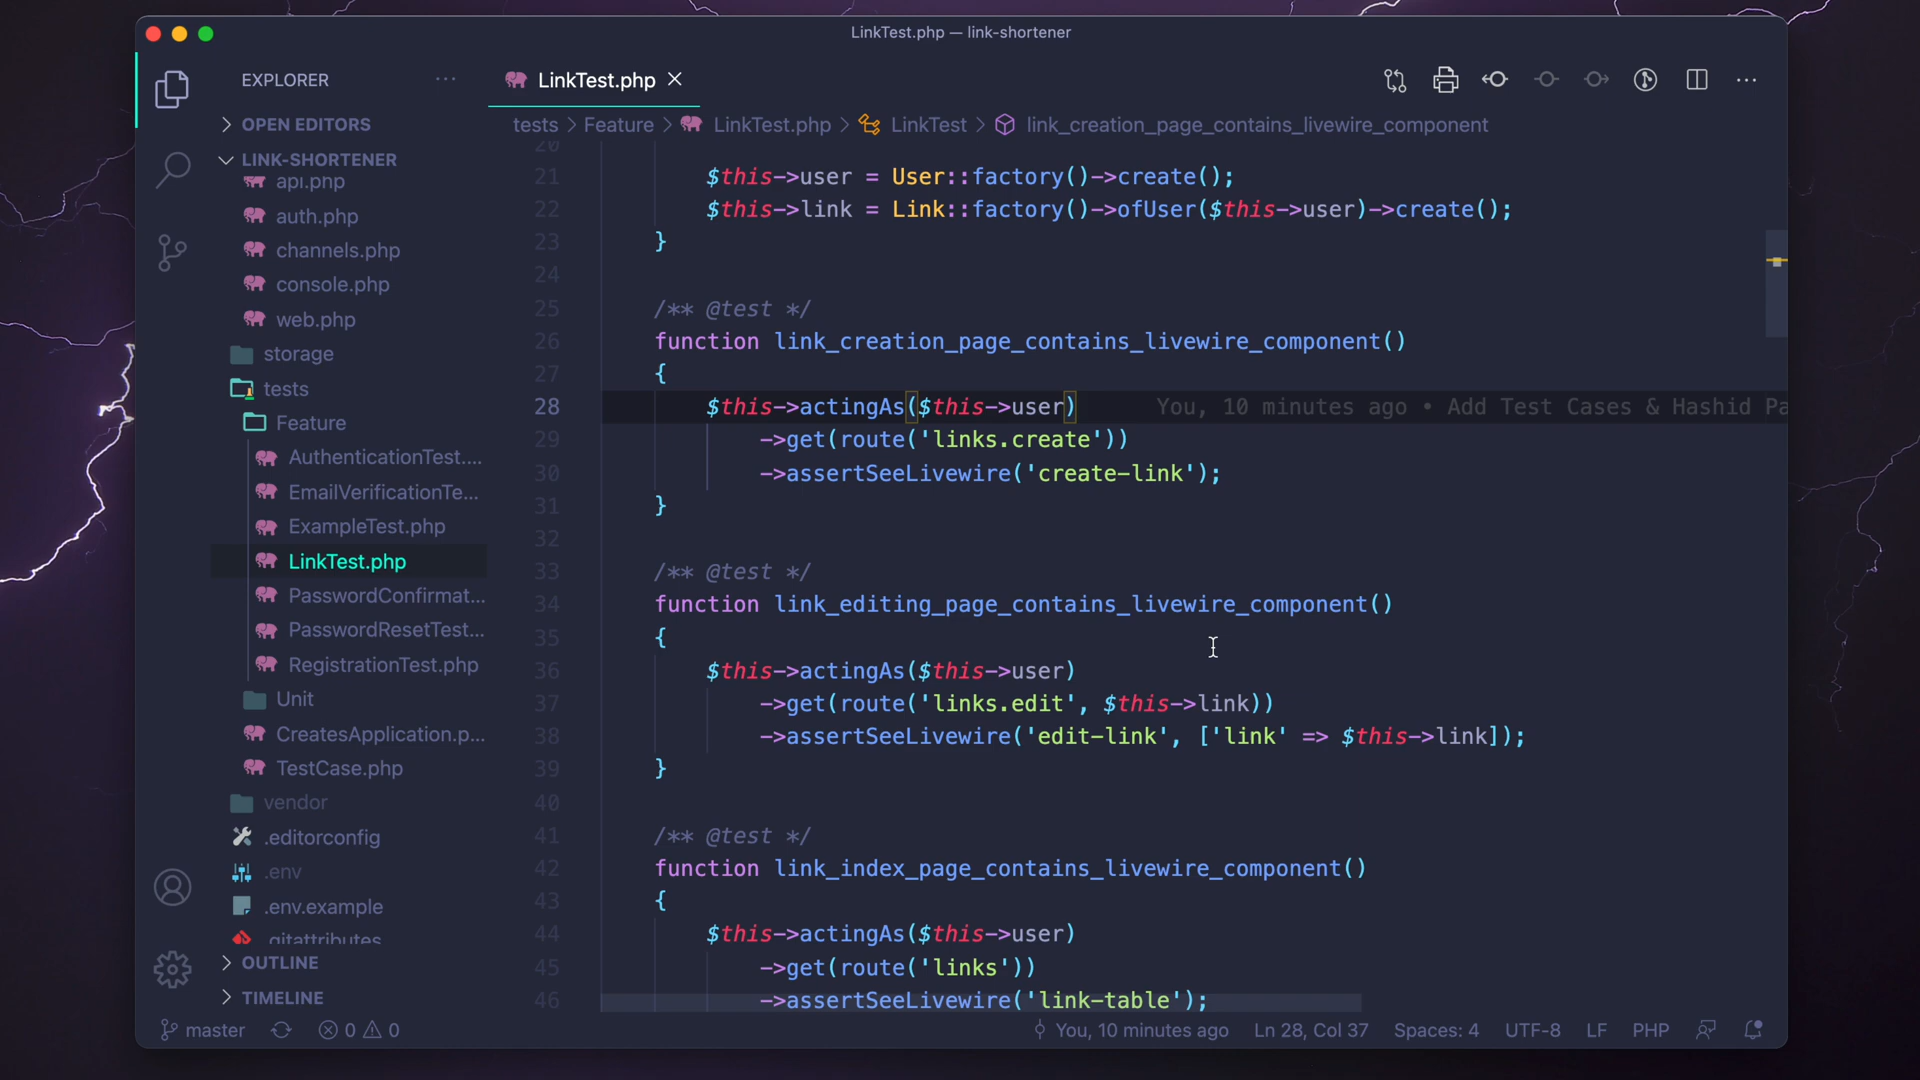 LinkTest.php — link-shortener
EXPLORER
LinkTest.php
OPEN EDITORS
LINK-SHORTENER
tests > Feature > LinkTest.php > LinkTest > link_creation_page_contains_livewire_component
api.php
auth.php
channels.php
console.php
web.php
storage
tests
Feature
AuthenticationTest....
EmailVerificationTe...
ExampleTest.php
LinkTest.php
PasswordConfirmat...
PasswordResetTest...
RegistrationTest.php
Unit
CreatesApplication.p...
TestCase.php
vendor
.editorconfig
.env
.env.example
.gitattributes
OUTLINE
TIMELINE
20
21 $this->user = User::factory()->create();
22 $this->link = Link::factory()->ofUser($this->user)->create();
23 }
24
25 /** @test */
26 function link_creation_page_contains_livewire_component()
27 {
28 $this->actingAs($this->user) You, 10 minutes ago • Add Test Cases & Hashid Pa
29 ->get(route('links.create'))
30 ->assertSeeLivewire('create-link');
31 }
32
33 /** @test */
34 function link_editing_page_contains_livewire_component()
35 {
36 $this->actingAs($this->user)
37 ->get(route('links.edit', $this->link))
38 ->assertSeeLivewire('edit-link', ['link' => $this->link]);
39 }
40
41 /** @test */
42 function link_index_page_contains_livewire_component()
43 {
44 $this->actingAs($this->user)
45 ->get(route('links'))
46 ->assertSeeLivewire('link-table');
master 0 0 You, 10 minutes ago Ln 28, Col 37 Spaces: 4 UTF-8 LF PHP